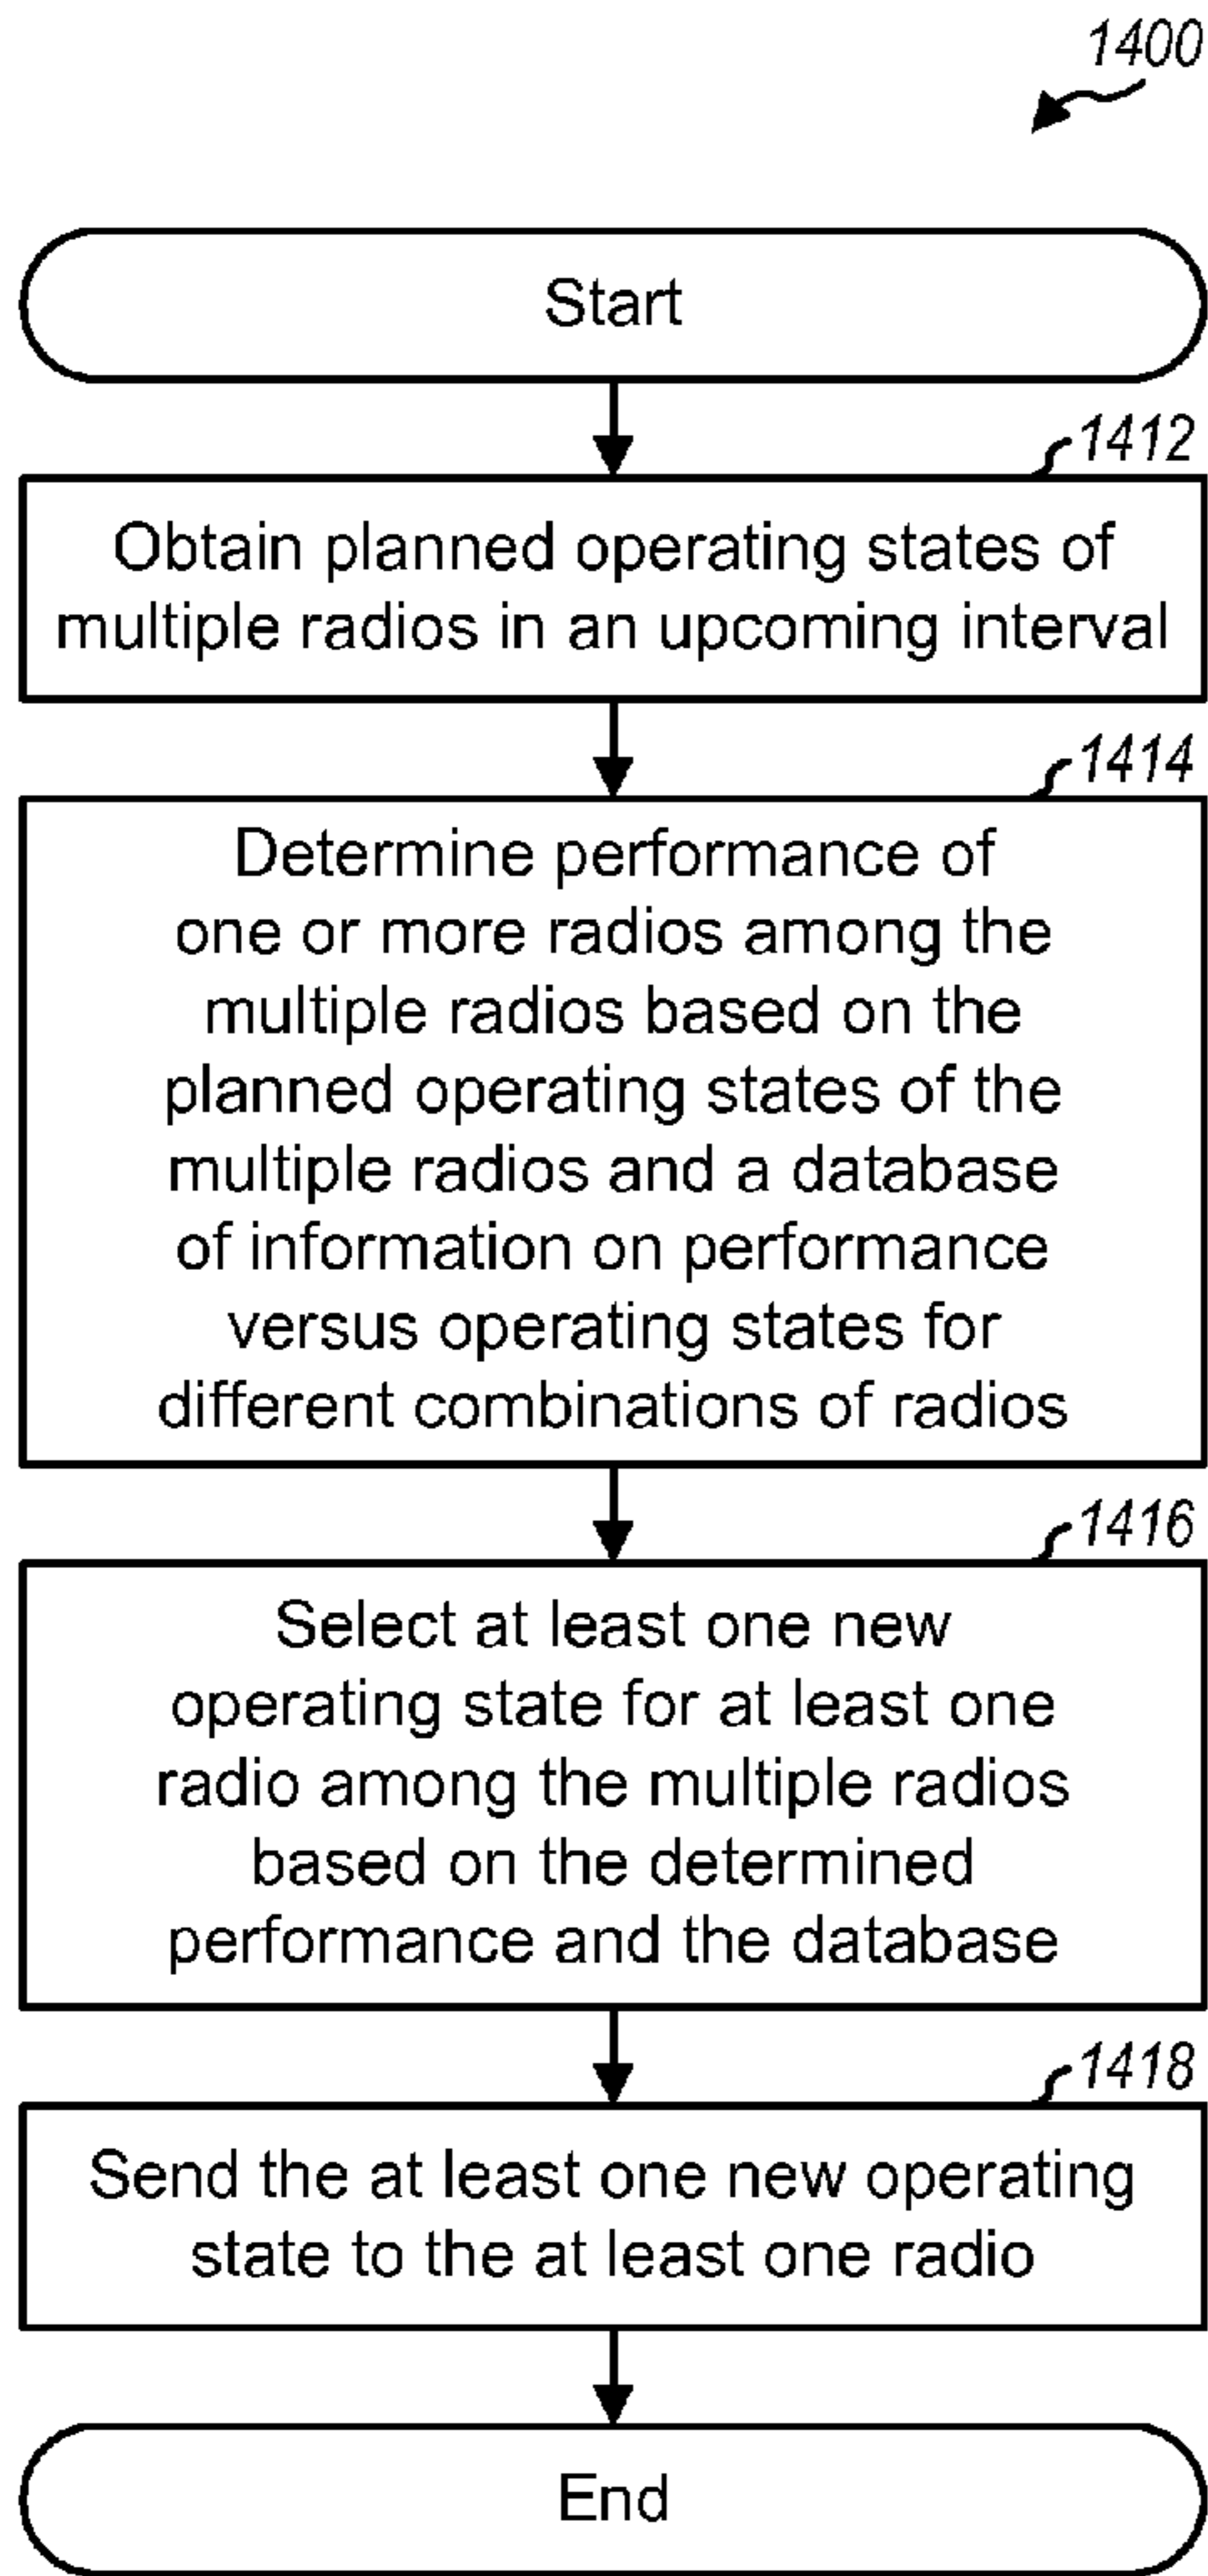 1400
Start
1412
Obtain planned operating states of
multiple radios in an upcoming interval
1414
Determine performance of
one or more radios among the
multiple radios based on the
planned operating states of the
multiple radios and a database
of information on performance
versus operating states for
different combinations of radios
1416
Select at least one new
operating state for at least one
radio among the multiple radios
based on the determined
performance and the database
1418
Send the at least one new operating
state to the at least one radio
End